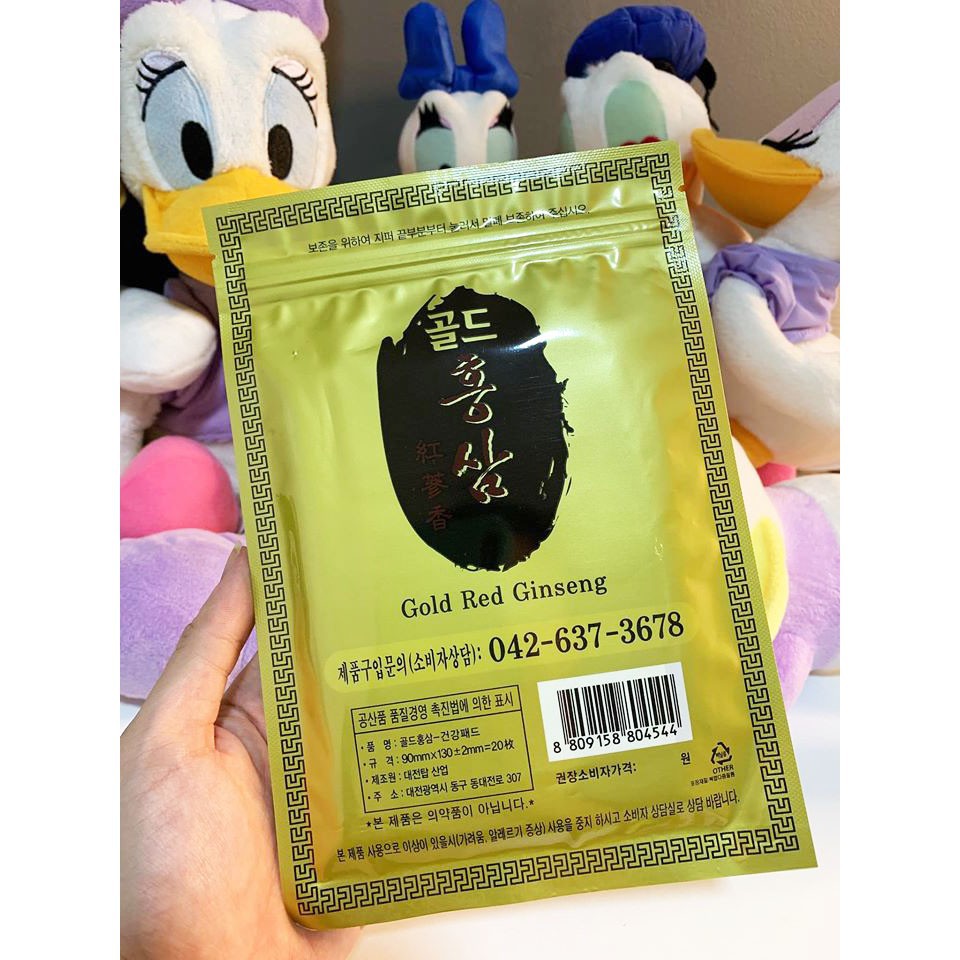 보존을 위하여 지퍼 끝부분부터 눌러서 밀폐 보존하여 주십시오.
골드
홍삼
紅蔘香
Gold Red Ginseng
제품구입문의(소비자상담): 042-637-3678
공산품 품질경영 촉진법에 의한 표시
• 품 명 : 골드홍삼-건강패드
• 규 격 : 90mm×130±2mm=20枚
• 제조원 : 대전탑 산업
• 주 소 : 대전광역시 동구 동대전로 307
*본 제품은 의약품이 아닙니다.*
8 809158 804544
권장소비자가격: 원
OTHER
본 제품 사용으로 이상이 있을시(가려움, 알레르기 증상) 사용을 중지 하시고 소비자 상담실로 상담 바랍니다.